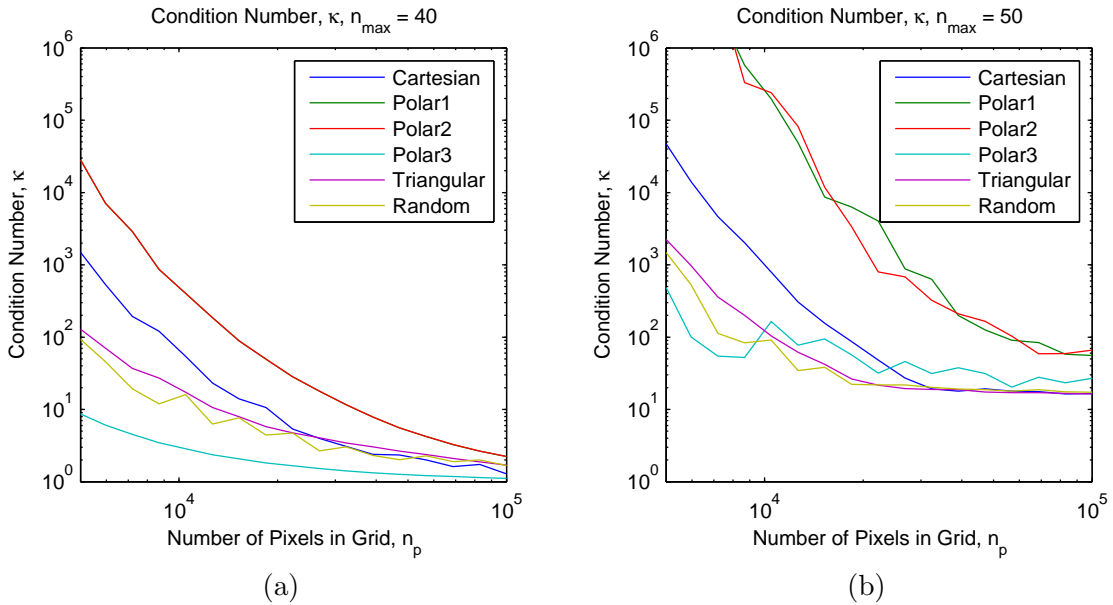 Condition Number, κ, n_max = 40
Condition Number, κ
10^6
10^5
10^4
10^3
10^2
10^1
10^0
Cartesian
Polar1
Polar2
Polar3
Triangular
Random
10^4
10^5
Number of Pixels in Grid, n_p
(a)
Condition Number, κ, n_max = 50
Condition Number, κ
10^6
10^5
10^4
10^3
10^2
10^1
10^0
Cartesian
Polar1
Polar2
Polar3
Triangular
Random
10^4
10^5
Number of Pixels in Grid, n_p
(b)